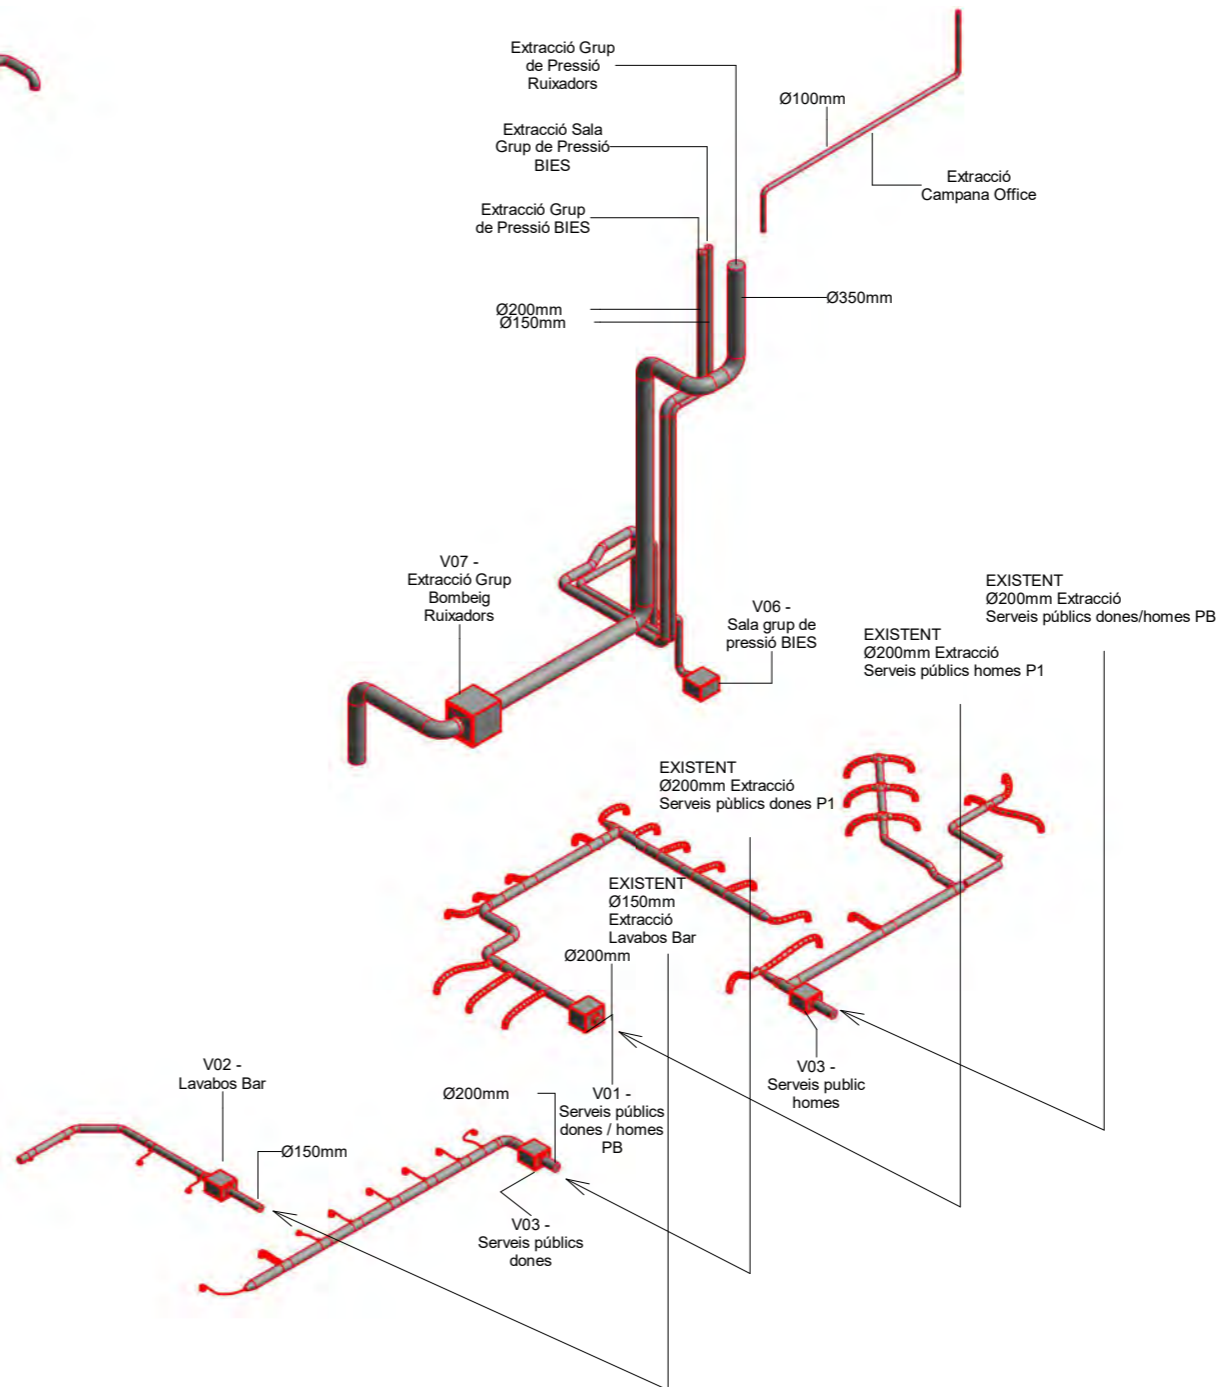 Extracció Grup
de Pressió
Ruixadors
Ø100mm
Extracció Sala
Grup de Pressió
BIES
Extracció
Campana Office
Extracció Grup
de Pressió BIES
Ø200mm
Ø150mm
Ø350mm
V07 -
Extracció Grup
Bombeig
Ruixadors
V06 -
Sala grup de
pressió BIES
EXISTENT
Ø200mm Extracció
Serveis públics dones/homes PB
EXISTENT
Ø200mm Extracció
Serveis públics homes P1
EXISTENT
Ø200mm Extracció
Serveis pùblics dones P1
EXISTENT
Ø150mm
Extracció
Lavabos Bar
Ø200mm
V02 -
Lavabos Bar
Ø200mm
V01 -
Serveis públics
dones / homes
PB
V03 -
Serveis public
homes
Ø150mm
V03 -
Serveis públics
dones